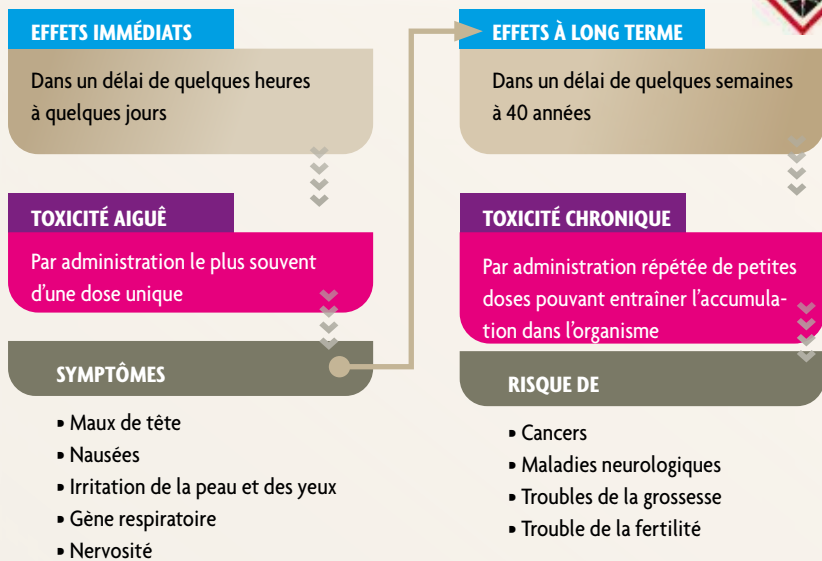 EFFETS IMMÉDIATS
Dans un délai de quelques heures
à quelques jours
TOXICITÉ AIGUÊ
Par administration le plus souvent
d’une dose unique
SYMPTÔMES
▪ Maux de tête
▪ Nausées
▪ Irritation de la peau et des yeux
▪ Gène respiratoire
▪ Nervosité
EFFETS À LONG TERME
Dans un délai de quelques semaines
à 40 années
TOXICITÉ CHRONIQUE
Par administration répétée de petites
doses pouvant entraîner l’accumula-
tion dans l’organisme
RISQUE DE
▪ Cancers
▪ Maladies neurologiques
▪ Troubles de la grossesse
▪ Trouble de la fertilité